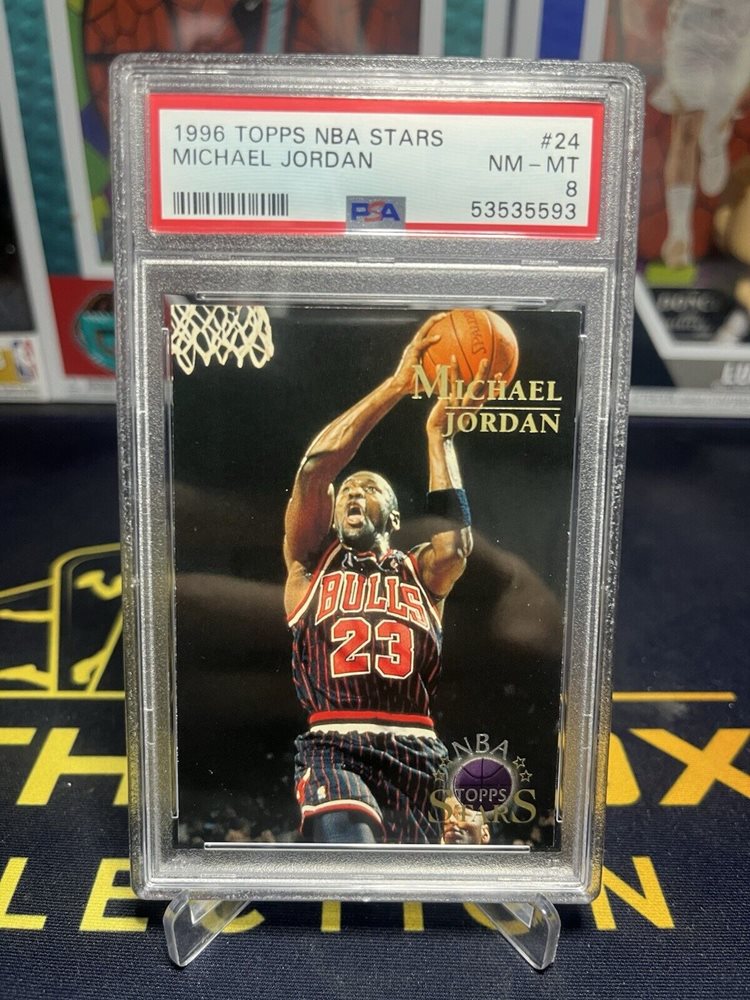 1996 TOPPS NBA STARS #24
MICHAEL JORDAN NM-MT
8
PSA 53535593
MICHAEL
JORDAN
BULLS
23
NBA
TOPPS
STARS
LECTION